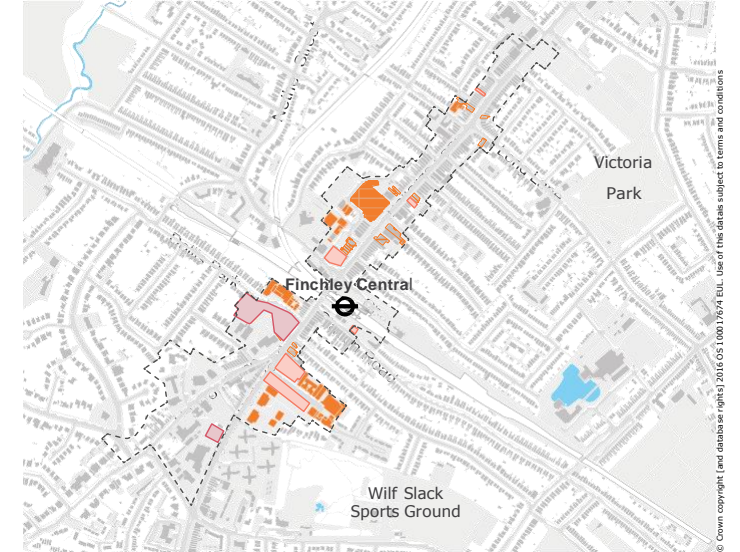 Victoria
Park
Finchley Central
Wilf Slack
Sports Ground
© Crown copyright [and database rights] 2016 OS 100017674 EUL. Use of this data is subject to terms and conditions